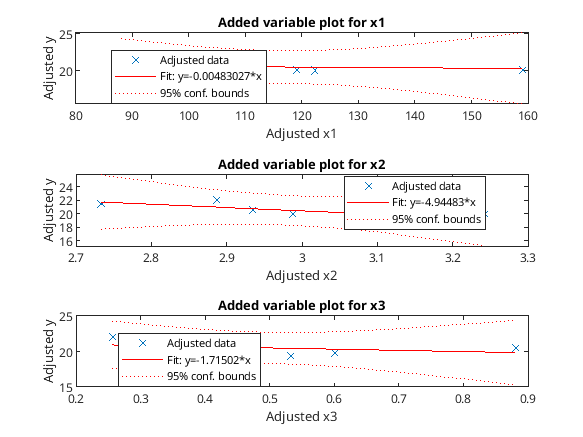 Added variable plot for x1
25
20
Adjusted y
Adjusted data
Fit: y=-0.00483027*x
95% conf. bounds
80 90 100 110 120 130 140 150 160
Adjusted x1
Added variable plot for x2
24
22
20
18
16
Adjusted y
Adjusted data
Fit: y=-4.94483*x
95% conf. bounds
2.7 2.8 2.9 3 3.1 3.2 3.3
Adjusted x2
Added variable plot for x3
25
20
15
Adjusted y
Adjusted data
Fit: y=-1.71502*x
95% conf. bounds
0.2 0.3 0.4 0.5 0.6 0.7 0.8 0.9
Adjusted x3